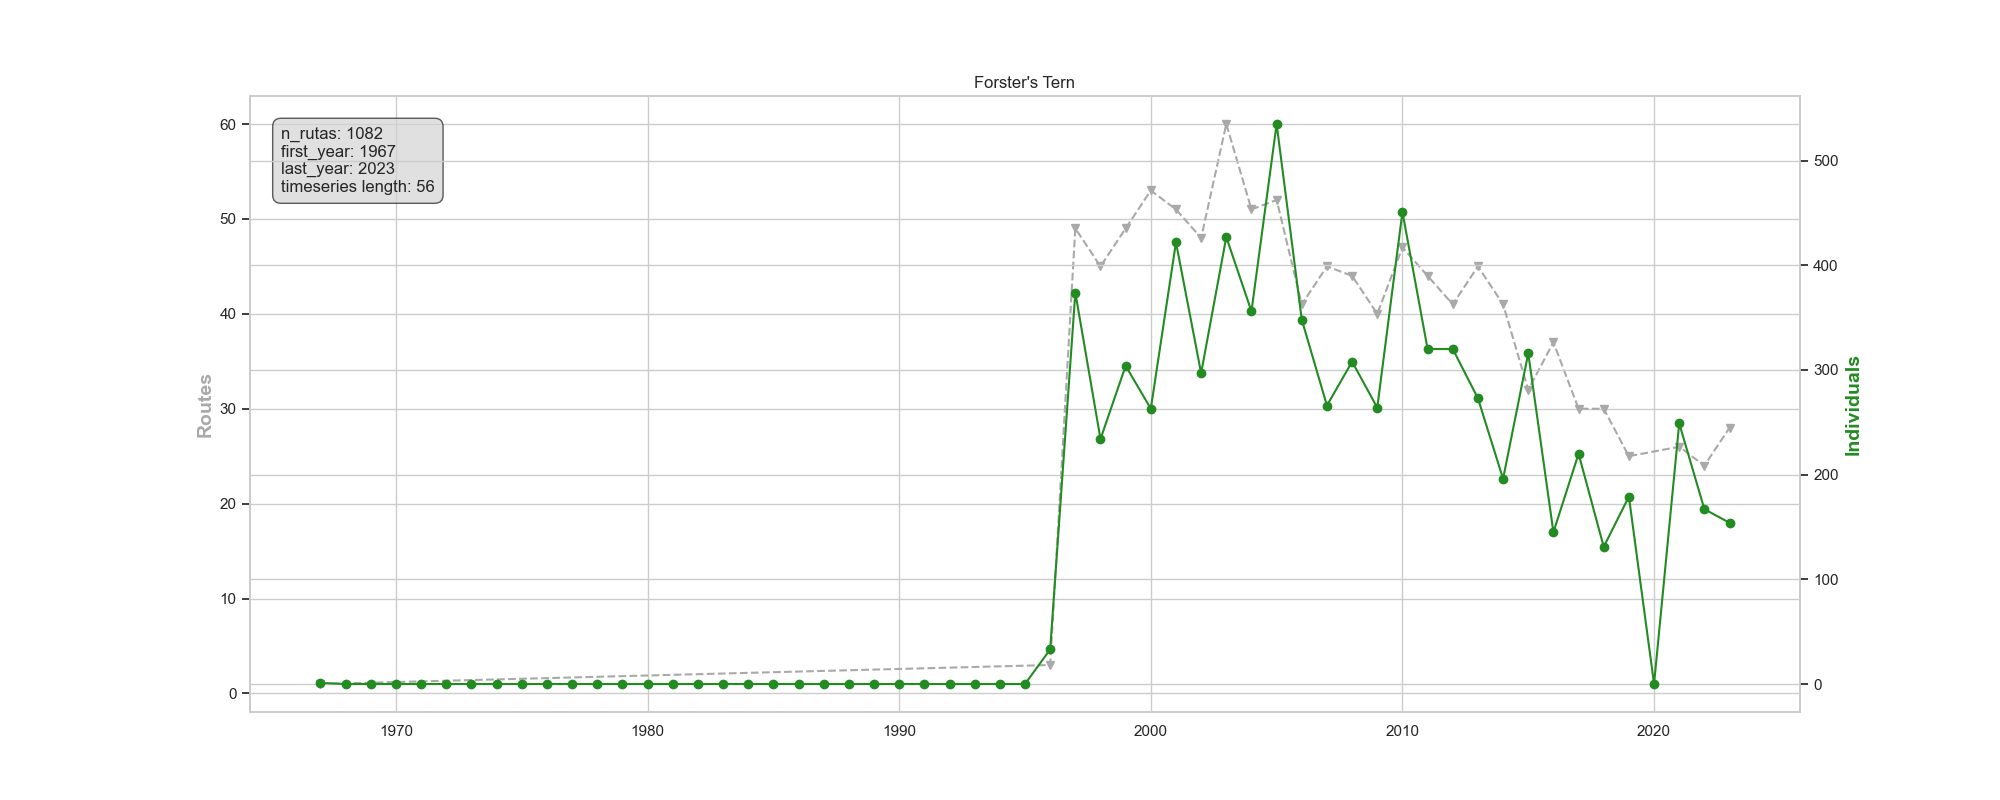 Forster's Tern
n_rutas: 1082
first_year: 1967
last_year: 2023
timeseries length: 56
Routes
60
50
40
30
20
10
0
Individuals
500
400
300
200
100
0
1970
1980
1990
2000
2010
2020